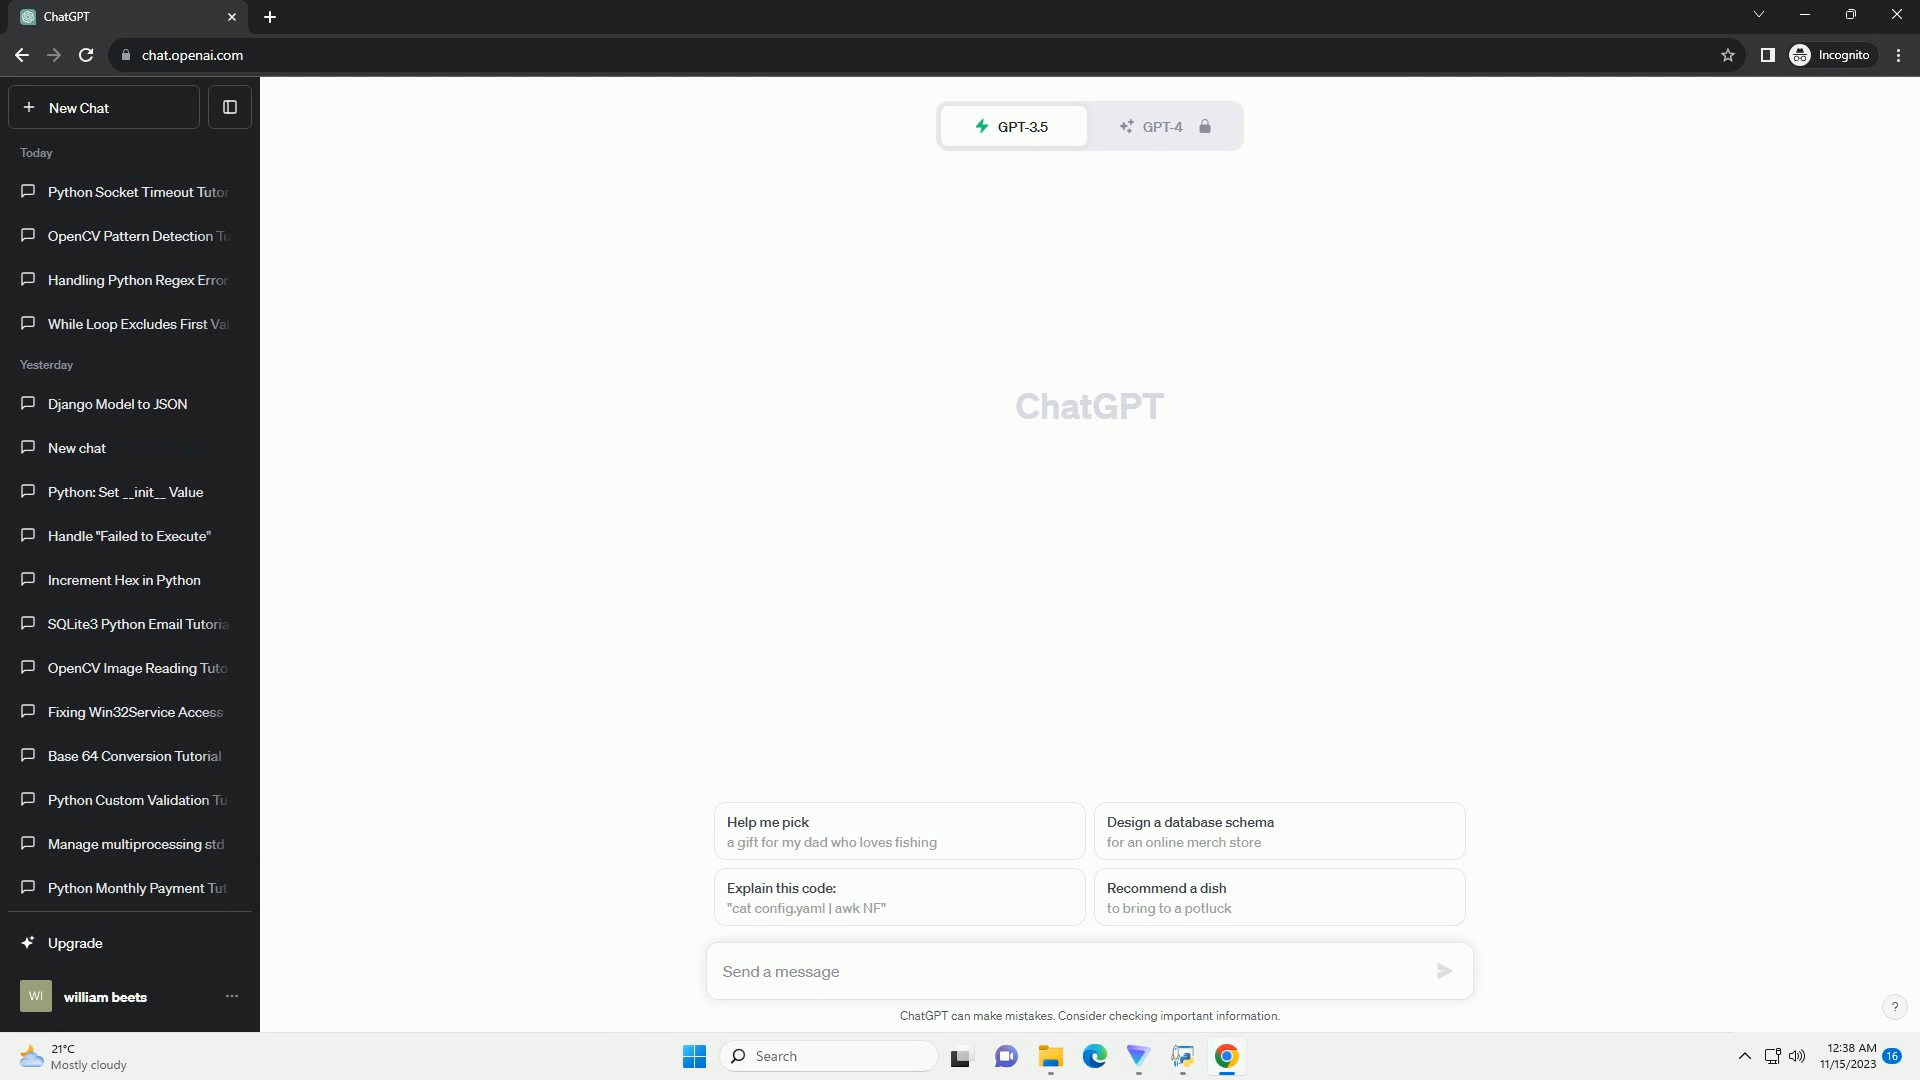 ChatGPT
chat.openai.com
Incognito
New Chat
Today
Python Socket Timeout Tutor
OpenCV Pattern Detection Tu
Handling Python Regex Error
While Loop Excludes First Val
Yesterday
Django Model to JSON
New chat
Python: Set __init__ Value
Handle "Failed to Execute"
Increment Hex in Python
SQLite3 Python Email Tutoria
OpenCV Image Reading Tuto
Fixing Win32Service Access
Base 64 Conversion Tutorial
Python Custom Validation Tu
Manage multiprocessing std
Python Monthly Payment Tut
Upgrade
WI william beets
GPT-3.5
GPT-4
ChatGPT
Help me pick
a gift for my dad who loves fishing
Design a database schema
for an online merch store
Explain this code:
"cat config.yaml | awk NF"
Recommend a dish
to bring to a potluck
Send a message
ChatGPT can make mistakes. Consider checking important information.
?
21°C
Mostly cloudy
Search
12:38 AM
11/15/2023
16